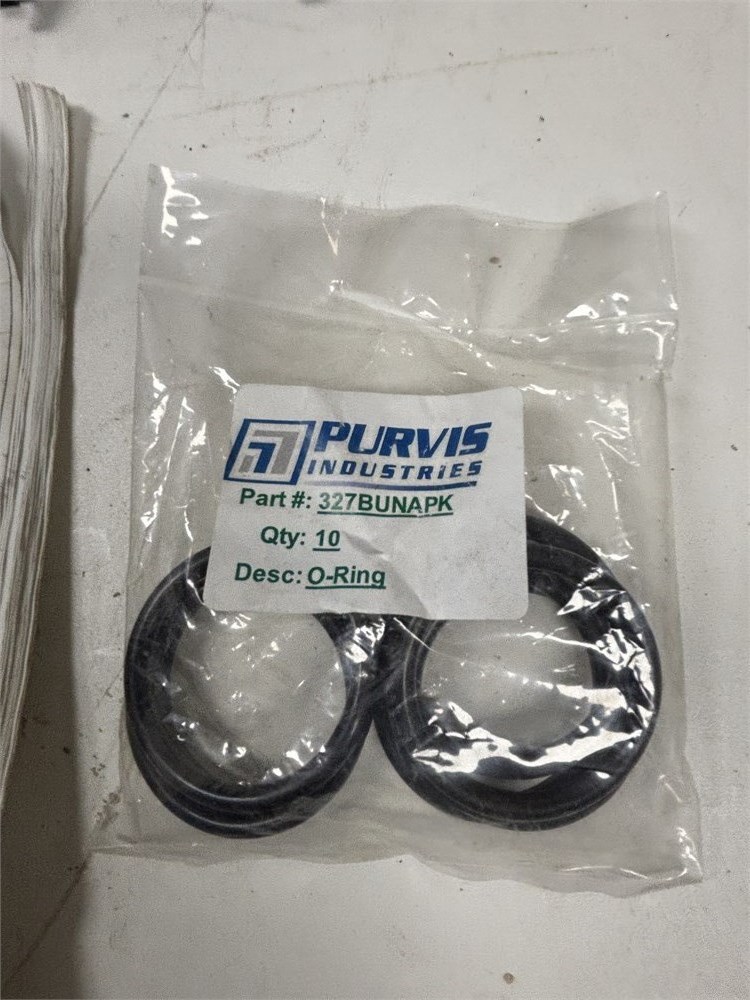 PURVIS
INDUSTRIES
Part #: 327BUNAPK
Qty: 10
Desc: O-Ring